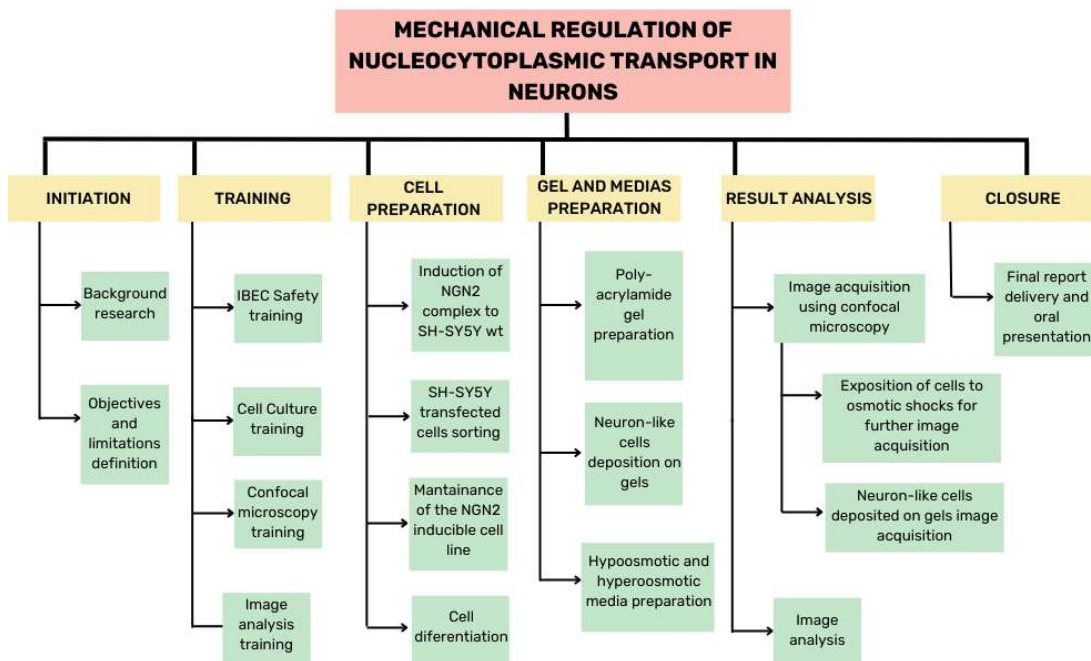 MECHANICAL REGULATION OF
NUCLEOCYTOPLASMIC TRANSPORT IN
NEURONS
INITIATION
Background
research
Objectives
and
limitations
definition
TRAINING
IBEC Safety
training
Cell Culture
training
Confocal
microscopy
training
Image
analysis
training
CELL
PREPARATION
Induction of
NGN2
complex to
SH-SY5Y wt
SH-SY5Y
transfected
cells sorting
Mantainance
of the NGN2
inducible cell
line
Cell
diferentiation
GEL AND MEDIAS
PREPARATION
Poly-
acrylamide
gel
preparation
Neuron-like
cells
deposition on
gels
Hypoosmotic and
hyperoosmotic
media preparation
RESULT ANALYSIS
Image acquisition
using confocal
microscopy
Exposition of cells to
osmotic shocks for
further image
acquisition
Neuron-like cells
deposited on gels image
acquisition
Image
analysis
CLOSURE
Final report
delivery and
oral
presentation